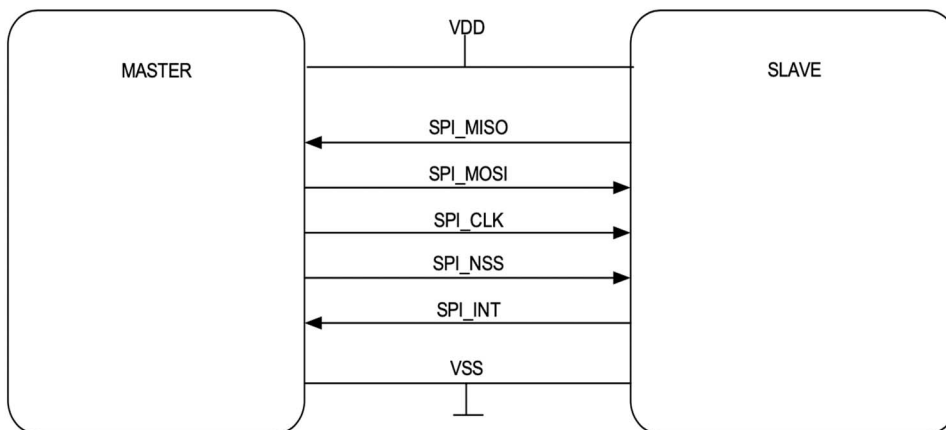 VDD
MASTER
SLAVE
SPI_MISO
SPI_MOSI
SPI_CLK
SPI_NSS
SPI_INT
VSS